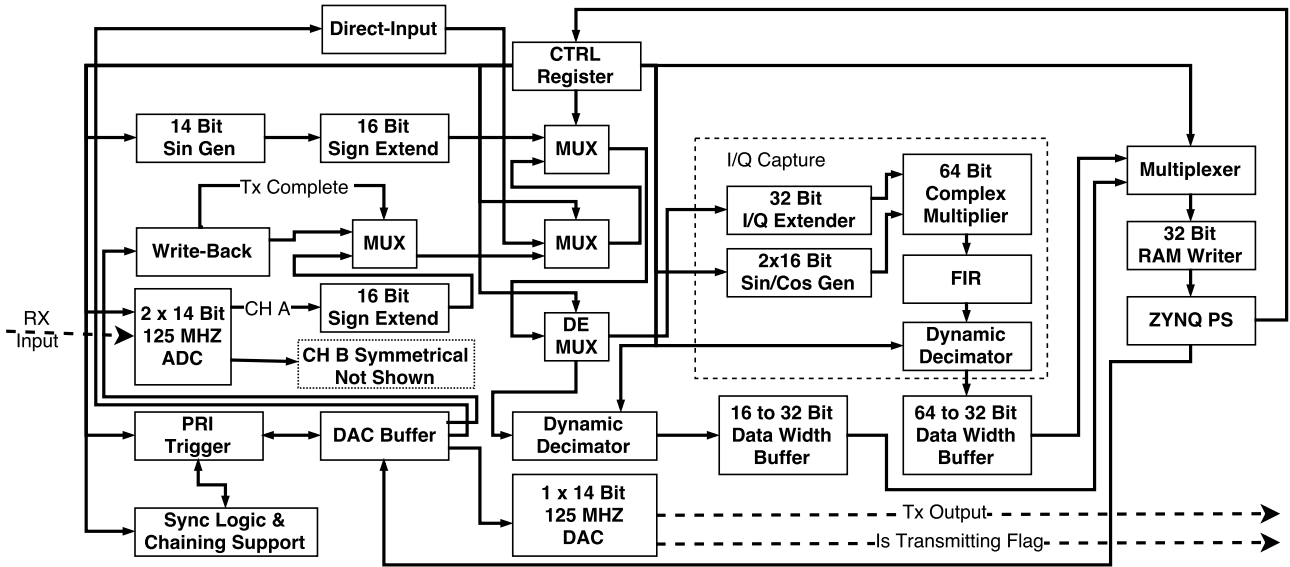 Direct-Input
CTRL
Register
14 Bit
Sin Gen
16 Bit
Sign Extend
MUX
I/Q Capture
64 Bit
Complex
Multiplier
Multiplexer
Tx Complete
32 Bit
I/Q Extender
Write-Back
MUX
MUX
32 Bit
RAM Writer
2x16 Bit
Sin/Cos Gen
FIR
RX
Input
2 x 14 Bit
125 MHZ
ADC
CH A
16 Bit
Sign Extend
DE
MUX
ZYNQ PS
Dynamic
Decimator
CH B Symmetrical
Not Shown
PRI
Trigger
DAC Buffer
Dynamic
Decimator
16 to 32 Bit
Data Width
Buffer
64 to 32 Bit
Data Width
Buffer
Sync Logic &
Chaining Support
1 x 14 Bit
125 MHZ
DAC
Tx Output
Is Transmitting Flag